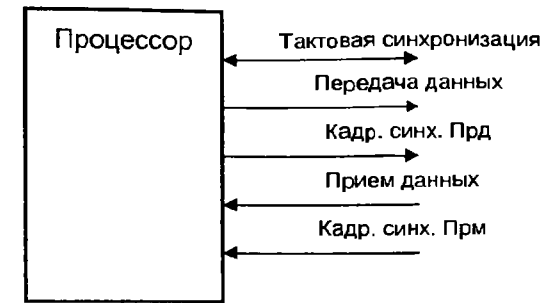 Процессор
Тактовая синхронизация
Передача данных
Кадр. синх. Прд
Прием данных
Кадр. синх. Прм